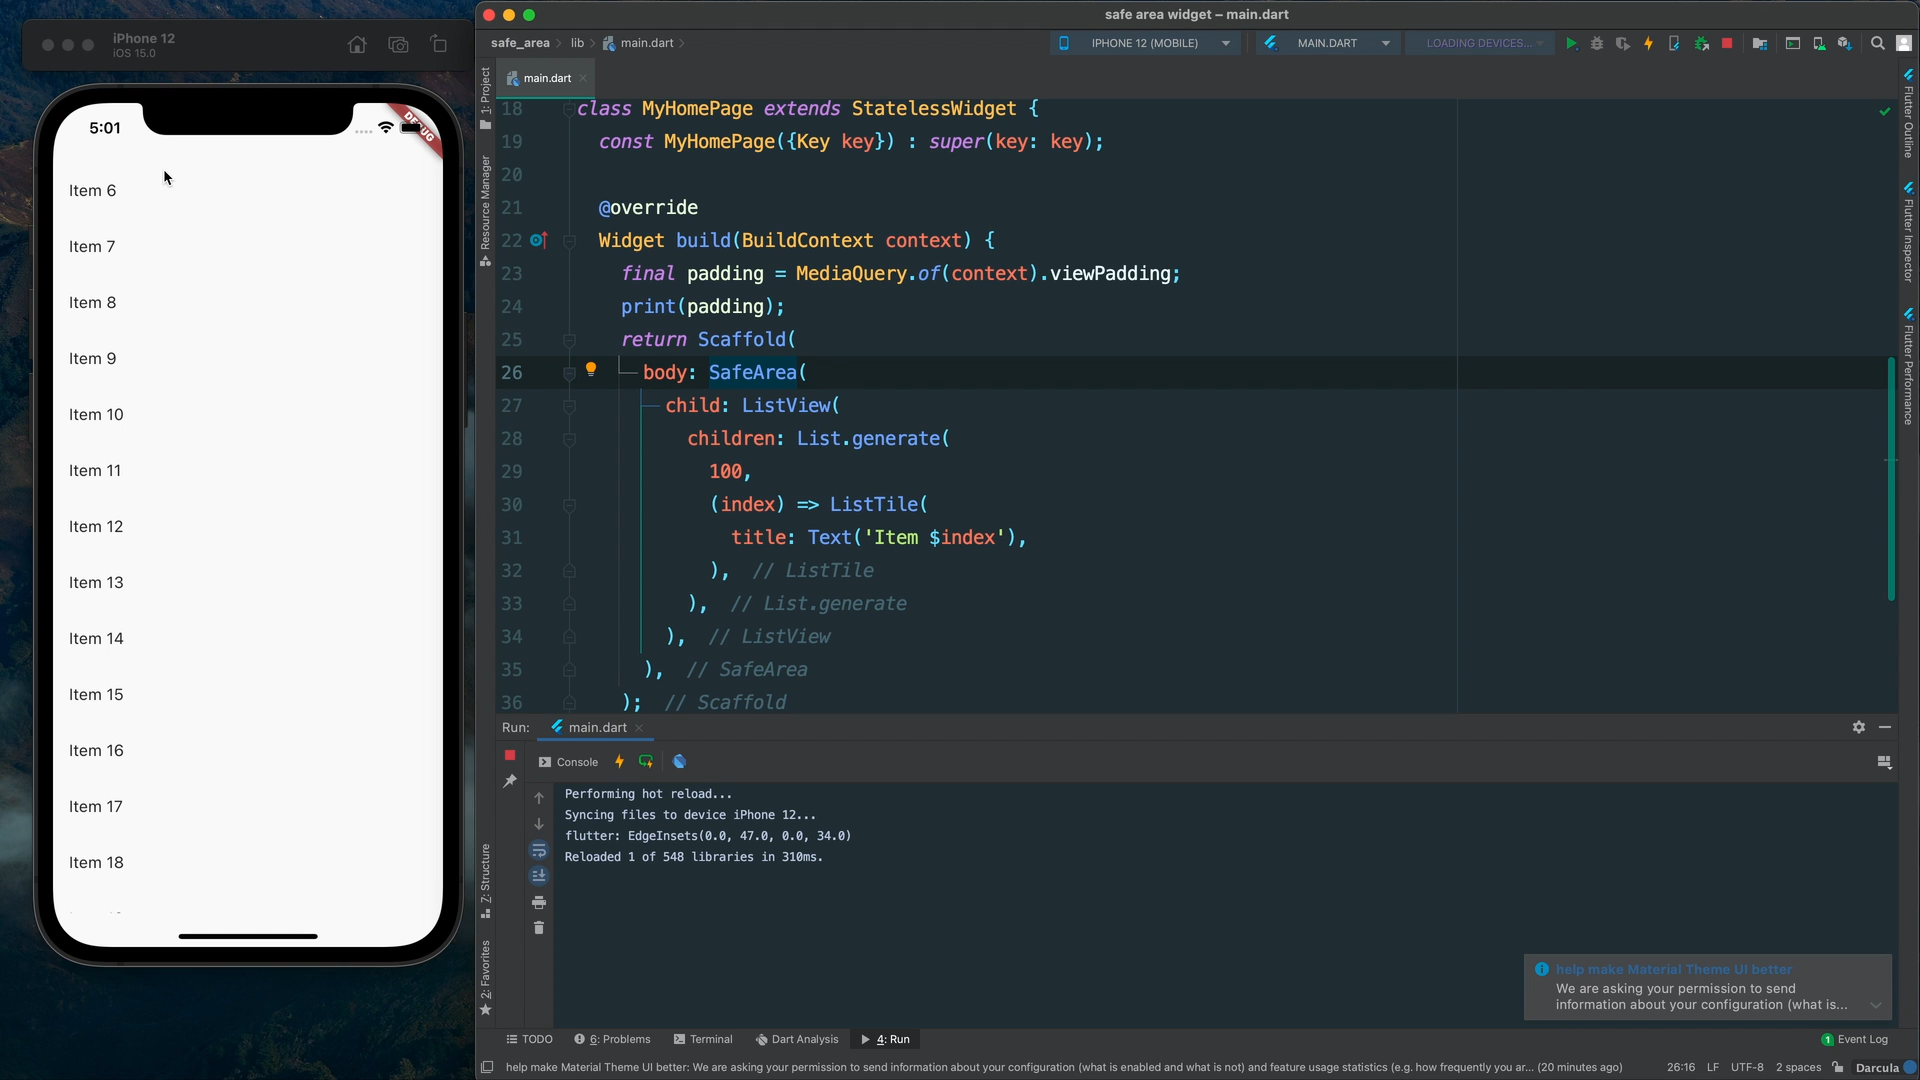 iPhone 12
iOS 15.0
5:01
DEBUG
Item 6
Item 7
Item 8
Item 9
Item 10
Item 11
Item 12
Item 13
Item 14
Item 15
Item 16
Item 17
Item 18
safe area widget – main.dart
safe_area
lib
main.dart
IPHONE 12 (MOBILE)
MAIN.DART
LOADING DEVICES...
main.dart
1: Project
Resource Manager
7: Structure
2: Favorites
18 class MyHomePage extends StatelessWidget {
19 const MyHomePage({Key key}) : super(key: key);
20
21 @override
22 Widget build(BuildContext context) {
23 final padding = MediaQuery.of(context).viewPadding;
24 print(padding);
25 return Scaffold(
26 body: SafeArea(
27 child: ListView(
28 children: List.generate(
29 100,
30 (index) => ListTile(
31 title: Text('Item $index'),
32 ), // ListTile
33 ), // List.generate
34 ), // ListView
35 ), // SafeArea
36 ); // Scaffold
Flutter Outline
Flutter Inspector
Flutter Performance
Run: main.dart
Console
Performing hot reload...
Syncing files to device iPhone 12...
flutter: EdgeInsets(0.0, 47.0, 0.0, 34.0)
Reloaded 1 of 548 libraries in 310ms.
help make Material Theme UI better
We are asking your permission to send
information about your configuration (what is...
TODO
6: Problems
Terminal
Dart Analysis
4: Run
1 Event Log
help make Material Theme UI better: We are asking your permission to send information about your configuration (what is enabled and what is not) and feature usage statistics (e.g. how frequently you ar... (20 minutes ago)
26:16
LF
UTF-8
2 spaces
Darcula